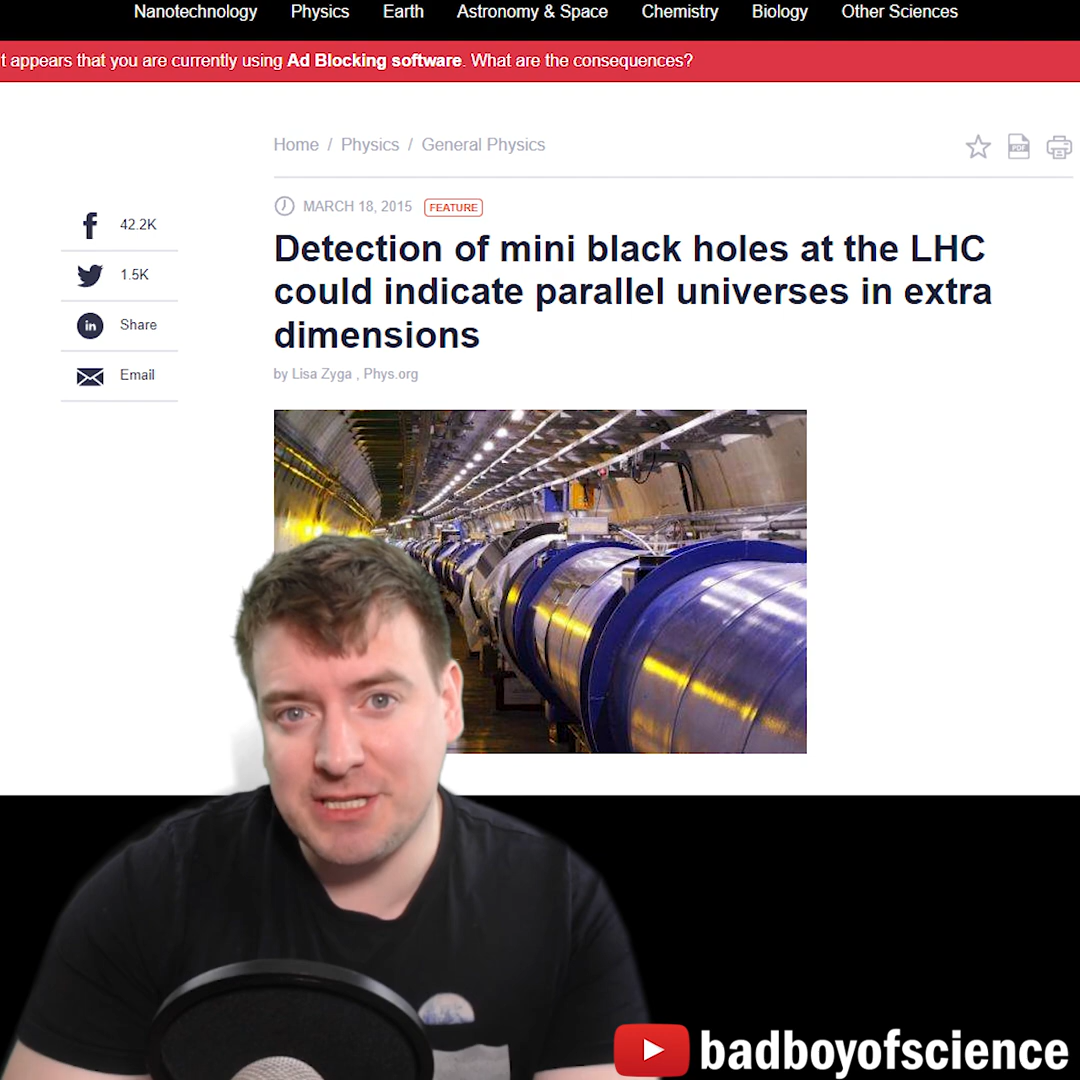 Nanotechnology Physics Earth Astronomy & Space Chemistry Biology Other Sciences
t appears that you are currently using Ad Blocking software. What are the consequences?
Home / Physics / General Physics
PDF
MARCH 18, 2015 FEATURE
42.2K
Detection of mini black holes at the LHC
could indicate parallel universes in extra
dimensions
1.5K
in Share
Email
by Lisa Zyga , Phys.org
badboyofscience